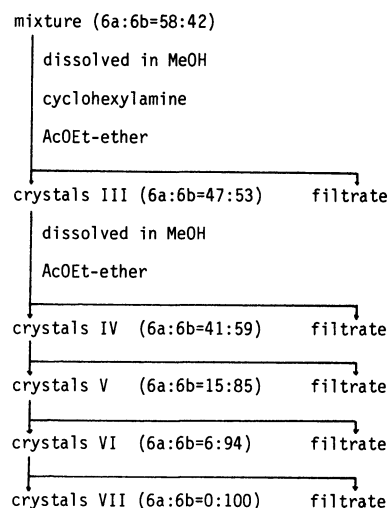 mixture (6a:6b=58:42)
dissolved in MeOH
cyclohexylamine
AcOEt-ether
crystals III (6a:6b=47:53) filtrate
dissolved in MeOH
AcOEt-ether
crystals IV (6a:6b=41:59) filtrate
crystals V (6a:6b=15:85) filtrate
crystals VI (6a:6b=6:94) filtrate
crystals VII (6a:6b=0:100) filtrate